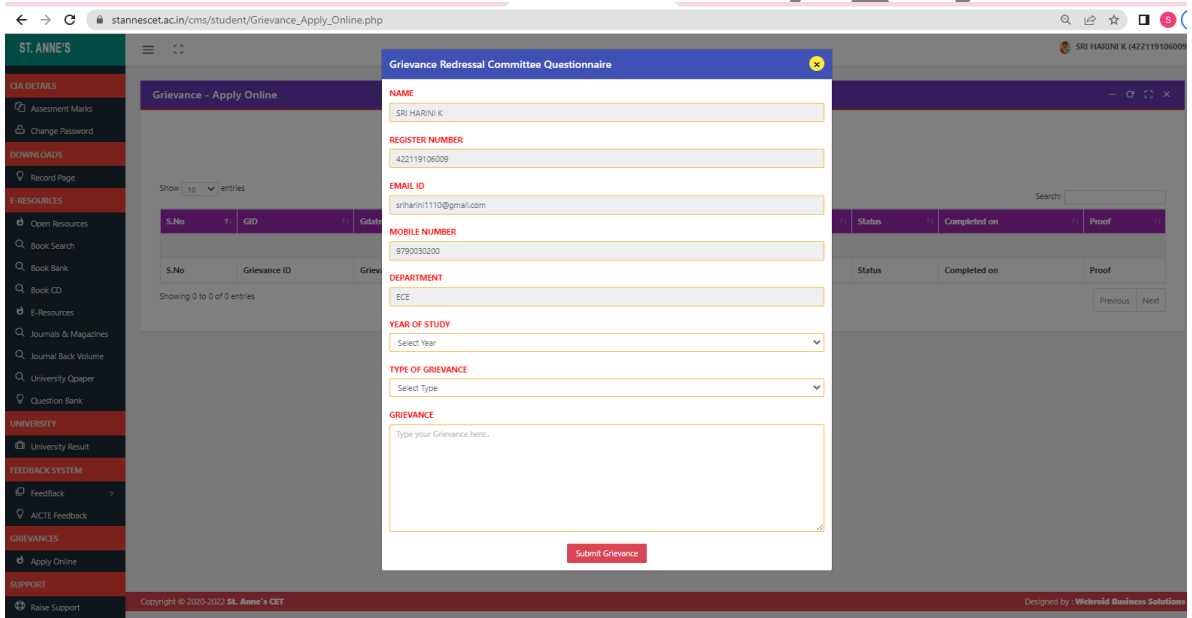 stannescet.ac.in/cms/student/Grievance_Apply_Online.php
ST. ANNE'S
SRI HARINI K (422119106009
CIA DETAILS
Assesment Marks
Change Password
DOWNLOADS
Record Page
E-RESOURCES
Open Resources
Book Search
Book Bank
Book CD
E-Resources
Journals & Magazines
Journal Back Volume
University Qpaper
Question Bank
UNIVERSITY
University Result
FEEDBACK SYSTEM
FeedBack
AICTE Feedback
GRIEVANCES
Apply Online
SUPPORT
Raise Support
Grievance - Apply Online
Show 10 entries
Search:
S.No GID Gdate Status Completed on Proof
S.No Grievance ID Grieva Status Completed on Proof
Showing 0 to 0 of 0 entries
Previous Next
Grievance Redressal Committee Questionnaire
NAME
SRI HARINI K
REGISTER NUMBER
422119106009
EMAIL ID
sriharini1110@gmail.com
MOBILE NUMBER
9790030200
DEPARTMENT
ECE
YEAR OF STUDY
Select Year
TYPE OF GRIEVANCE
Select Type
GRIEVANCE
Type your Grievance here..
Submit Grievance
Copyright © 2020-2022 St. Anne's CET
Designed by : Webroid Business Solutions